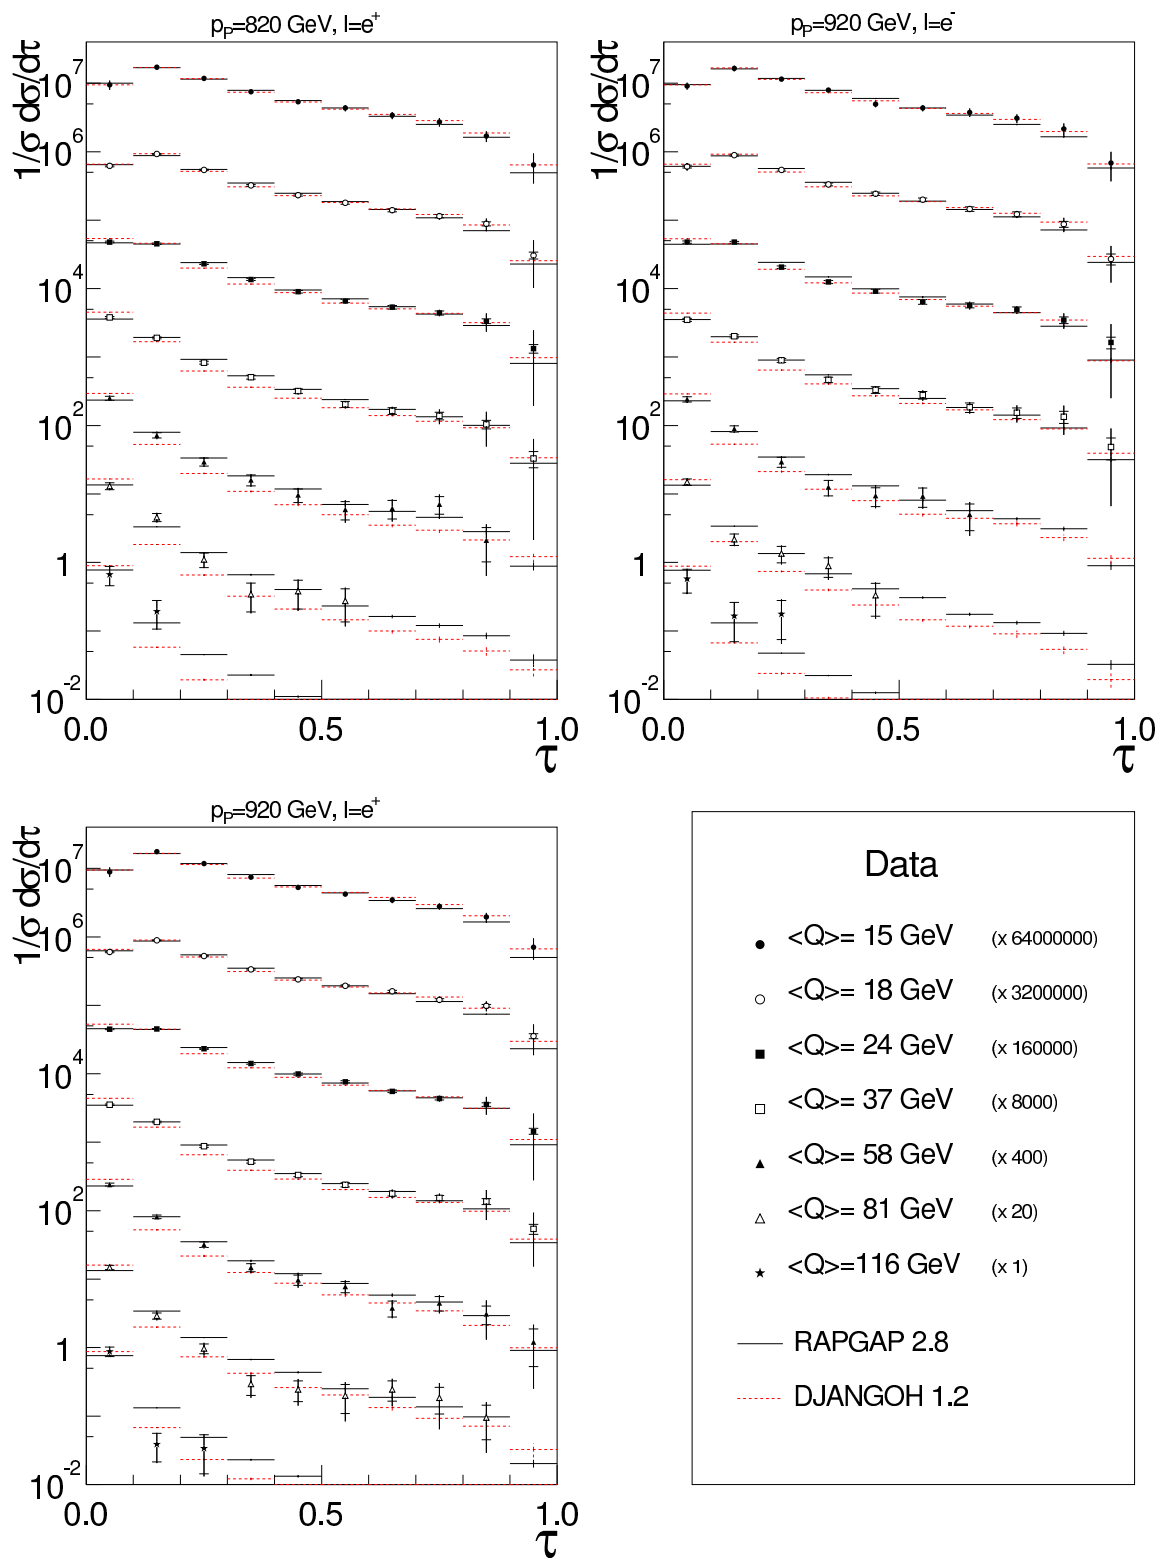 p_P=820 GeV, l=e^+
1/σ dσ/dτ
10^7
10^6
10^4
10^2
1
10^-2
0.0 0.5 1.0
τ
p_P=920 GeV, l=e^-
1/σ dσ/dτ
10^7
10^6
10^4
10^2
1
10^-2
0.0 0.5 1.0
τ
p_P=920 GeV, l=e^+
1/σ dσ/dτ
10^7
10^6
10^4
10^2
1
10^-2
0.0 0.5 1.0
τ
Data
<Q>= 15 GeV (x 64000000)
<Q>= 18 GeV (x 3200000)
<Q>= 24 GeV (x 160000)
<Q>= 37 GeV (x 8000)
<Q>= 58 GeV (x 400)
<Q>= 81 GeV (x 20)
<Q>=116 GeV (x 1)
RAPGAP 2.8
DJANGOH 1.2